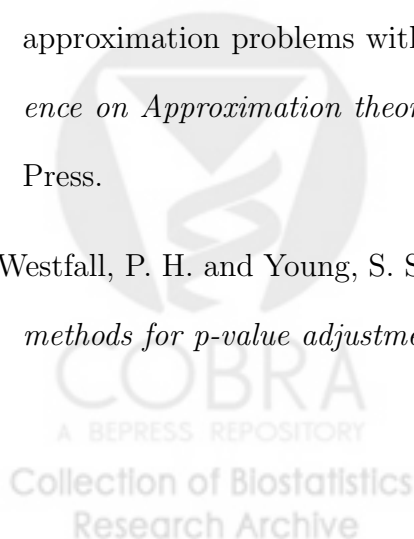 approximation problems with
ence on Approximation theor
Press.
Westfall, P. H. and Young, S. S
methods for p-value adjustme
COBRA
A BEPRESS REPOSITORY
Collection of Biostatistics
Research Archive